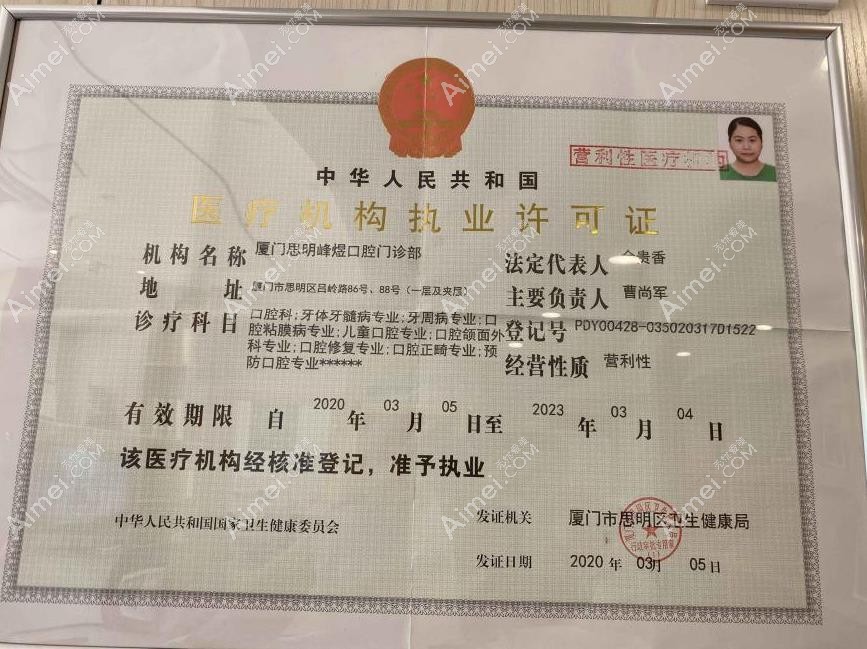 营利性医疗机构
中华人民共和国
医疗机构执业许可证
机构名称 厦门思明峰煜口腔门诊部
法定代表人 贵香
地址 厦门市思明区吕岭路86号、88号（一层及夹层）
主要负责人 曹尚军
诊疗科目 口腔科;牙体牙髓病专业;牙周病专业;口
腔粘膜病专业;儿童口腔专业;口腔颌面外
科专业;口腔修复专业;口腔正畸专业;预
防口腔专业******
登记号 PDY00428-035020317D1522
经营性质 营利性
有效期限 自 2020 年 03 月 05 日至 2023 年 03 月 04 日
该医疗机构经核准登记，准予执业
中华人民共和国国家卫生健康委员会
发证机关 厦门市思明区卫生健康局
发证日期 2020 年 03月 05 日
Aimei.COM